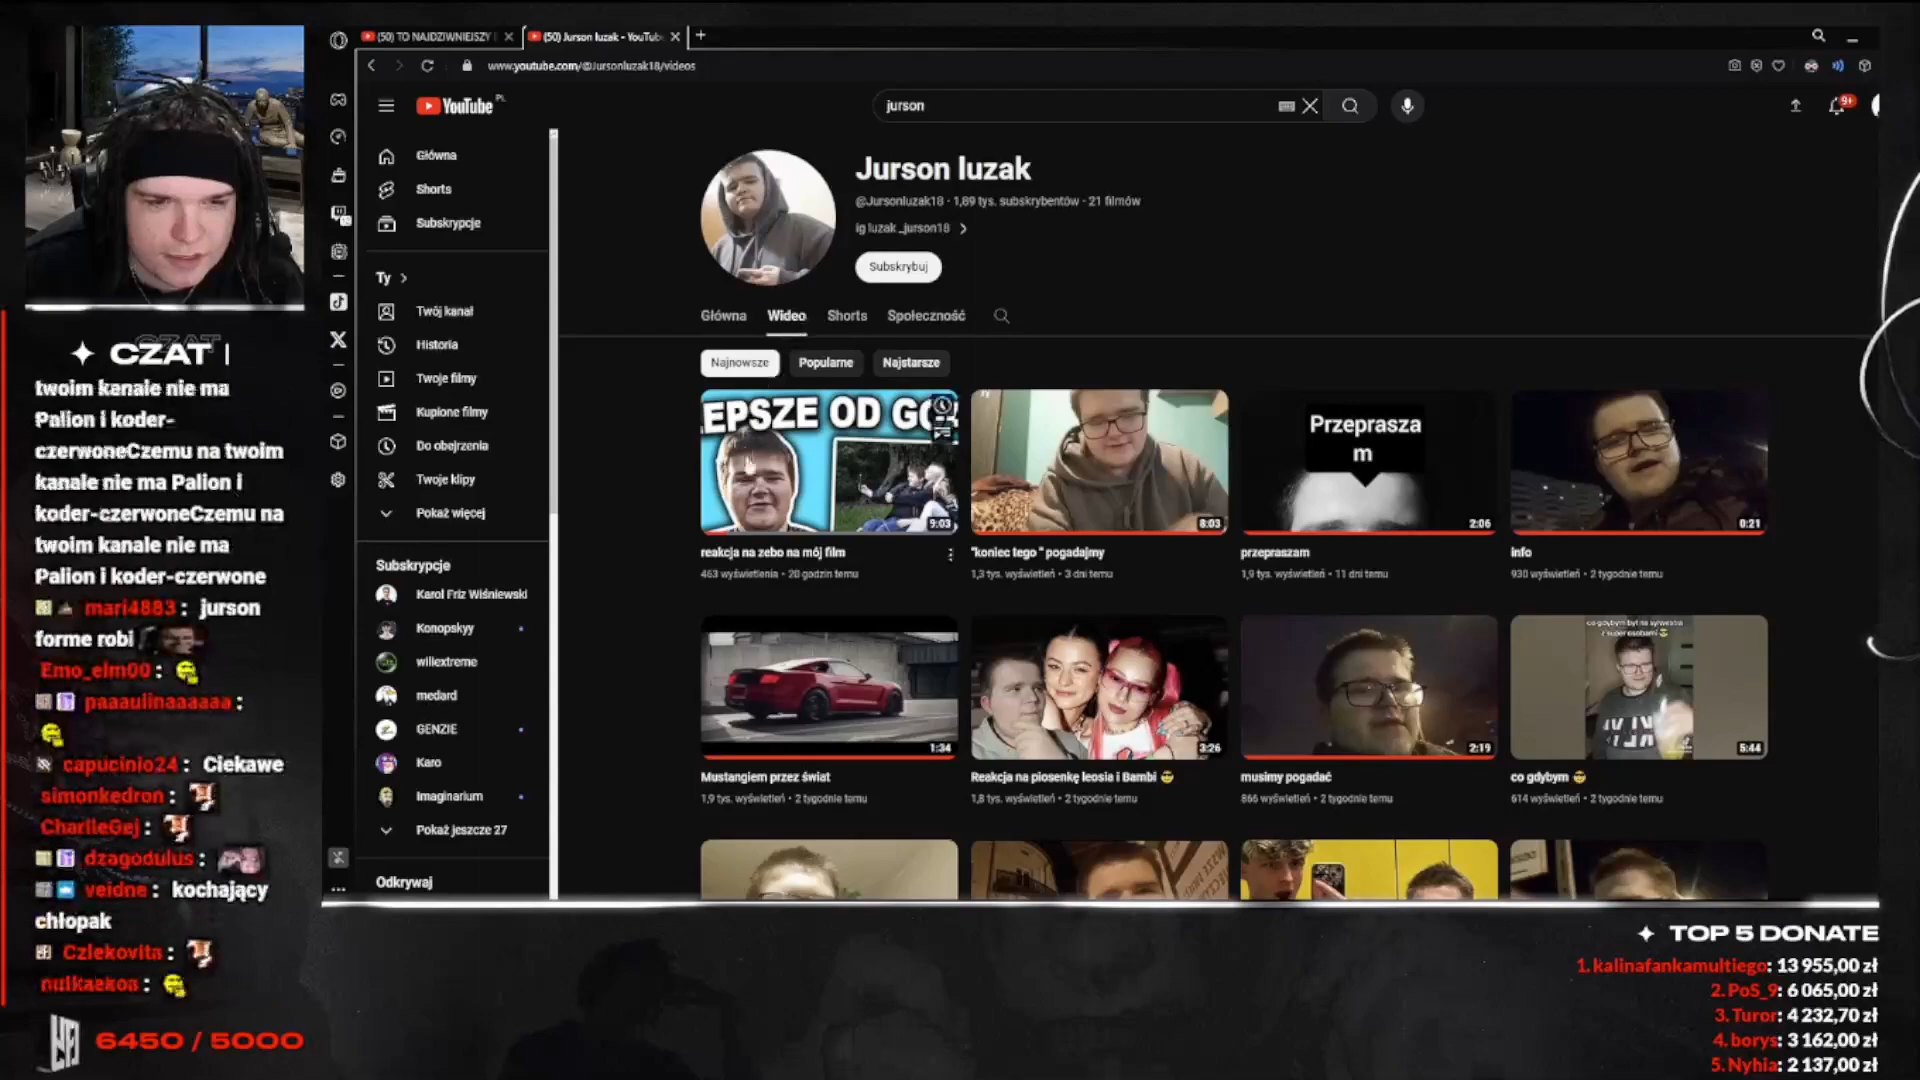 (50) TO NAJDZIWNIEJSZY
(50) Jurson luzak - YouTub
www.youtube.com/@Jursonluzak18/videos
YouTube PL
jurson
9+
Główna
Shorts
Subskrypcje
Ty
Twój kanał
Historia
Twoje filmy
Kupione filmy
Do obejrzenia
Twoje klipy
Pokaż więcej
Subskrypcje
Karol Friz Wiśniewski
Konopskyy
willextreme
medard
GENZIE
Karo
Imaginarium
Pokaż jeszcze 27
Odkrywaj
Jurson luzak
@Jursonluzak18 · 1,89 tys. subskrybentów · 21 filmów
ig luzak_jurson18
Subskrybuj
Główna Wideo Shorts Społeczność
Najnowsze Popularne Najstarsze
EPSZE OD GO
9:03
reakcja na zebo na mój film
463 wyświetlenia · 20 godzin temu
8:03
"koniec tego " pogadajmy
1,3 tys. wyświetleń · 3 dni temu
Przeprasza
m
2:06
przepraszam
1,9 tys. wyświetleń · 11 dni temu
0:21
info
930 wyświetleń · 2 tygodnie temu
1:34
Mustangiem przez świat
1,9 tys. wyświetleń · 2 tygodnie temu
3:26
Reakcja na piosenkę leosia i Bambi 😎
1,8 tys. wyświetleń · 2 tygodnie temu
2:19
musimy pogadać
866 wyświetleń · 2 tygodnie temu
co gdybym był na sylwestra
5:44
co gdybym 😎
614 wyświetleń · 2 tygodnie temu
CZAT
twoim kanale nie ma
Palion i koder-
czerwoneCzemu na twoim
kanale nie ma Palion i
koder-czerwoneCzemu na
twoim kanale nie ma
Palion i koder-czerwone
mari4883 : jurson
forme robi
Emo_elm00 :
paaaulinaaaaaa :
capucinio24 : Ciekawe
simonkedron :
CharlieGej :
dzagodulus :
veidne : kochający
chłopak
Czlekovita :
nulkaekoa :
6450 / 5000
TOP 5 DONATE
1. kalinafankamultiego: 13 955,00 zł
2. PoS_9: 6 065,00 zł
3. Turor: 4 232,70 zł
4. borys: 3 162,00 zł
5. Nyhia: 2 137,00 zł